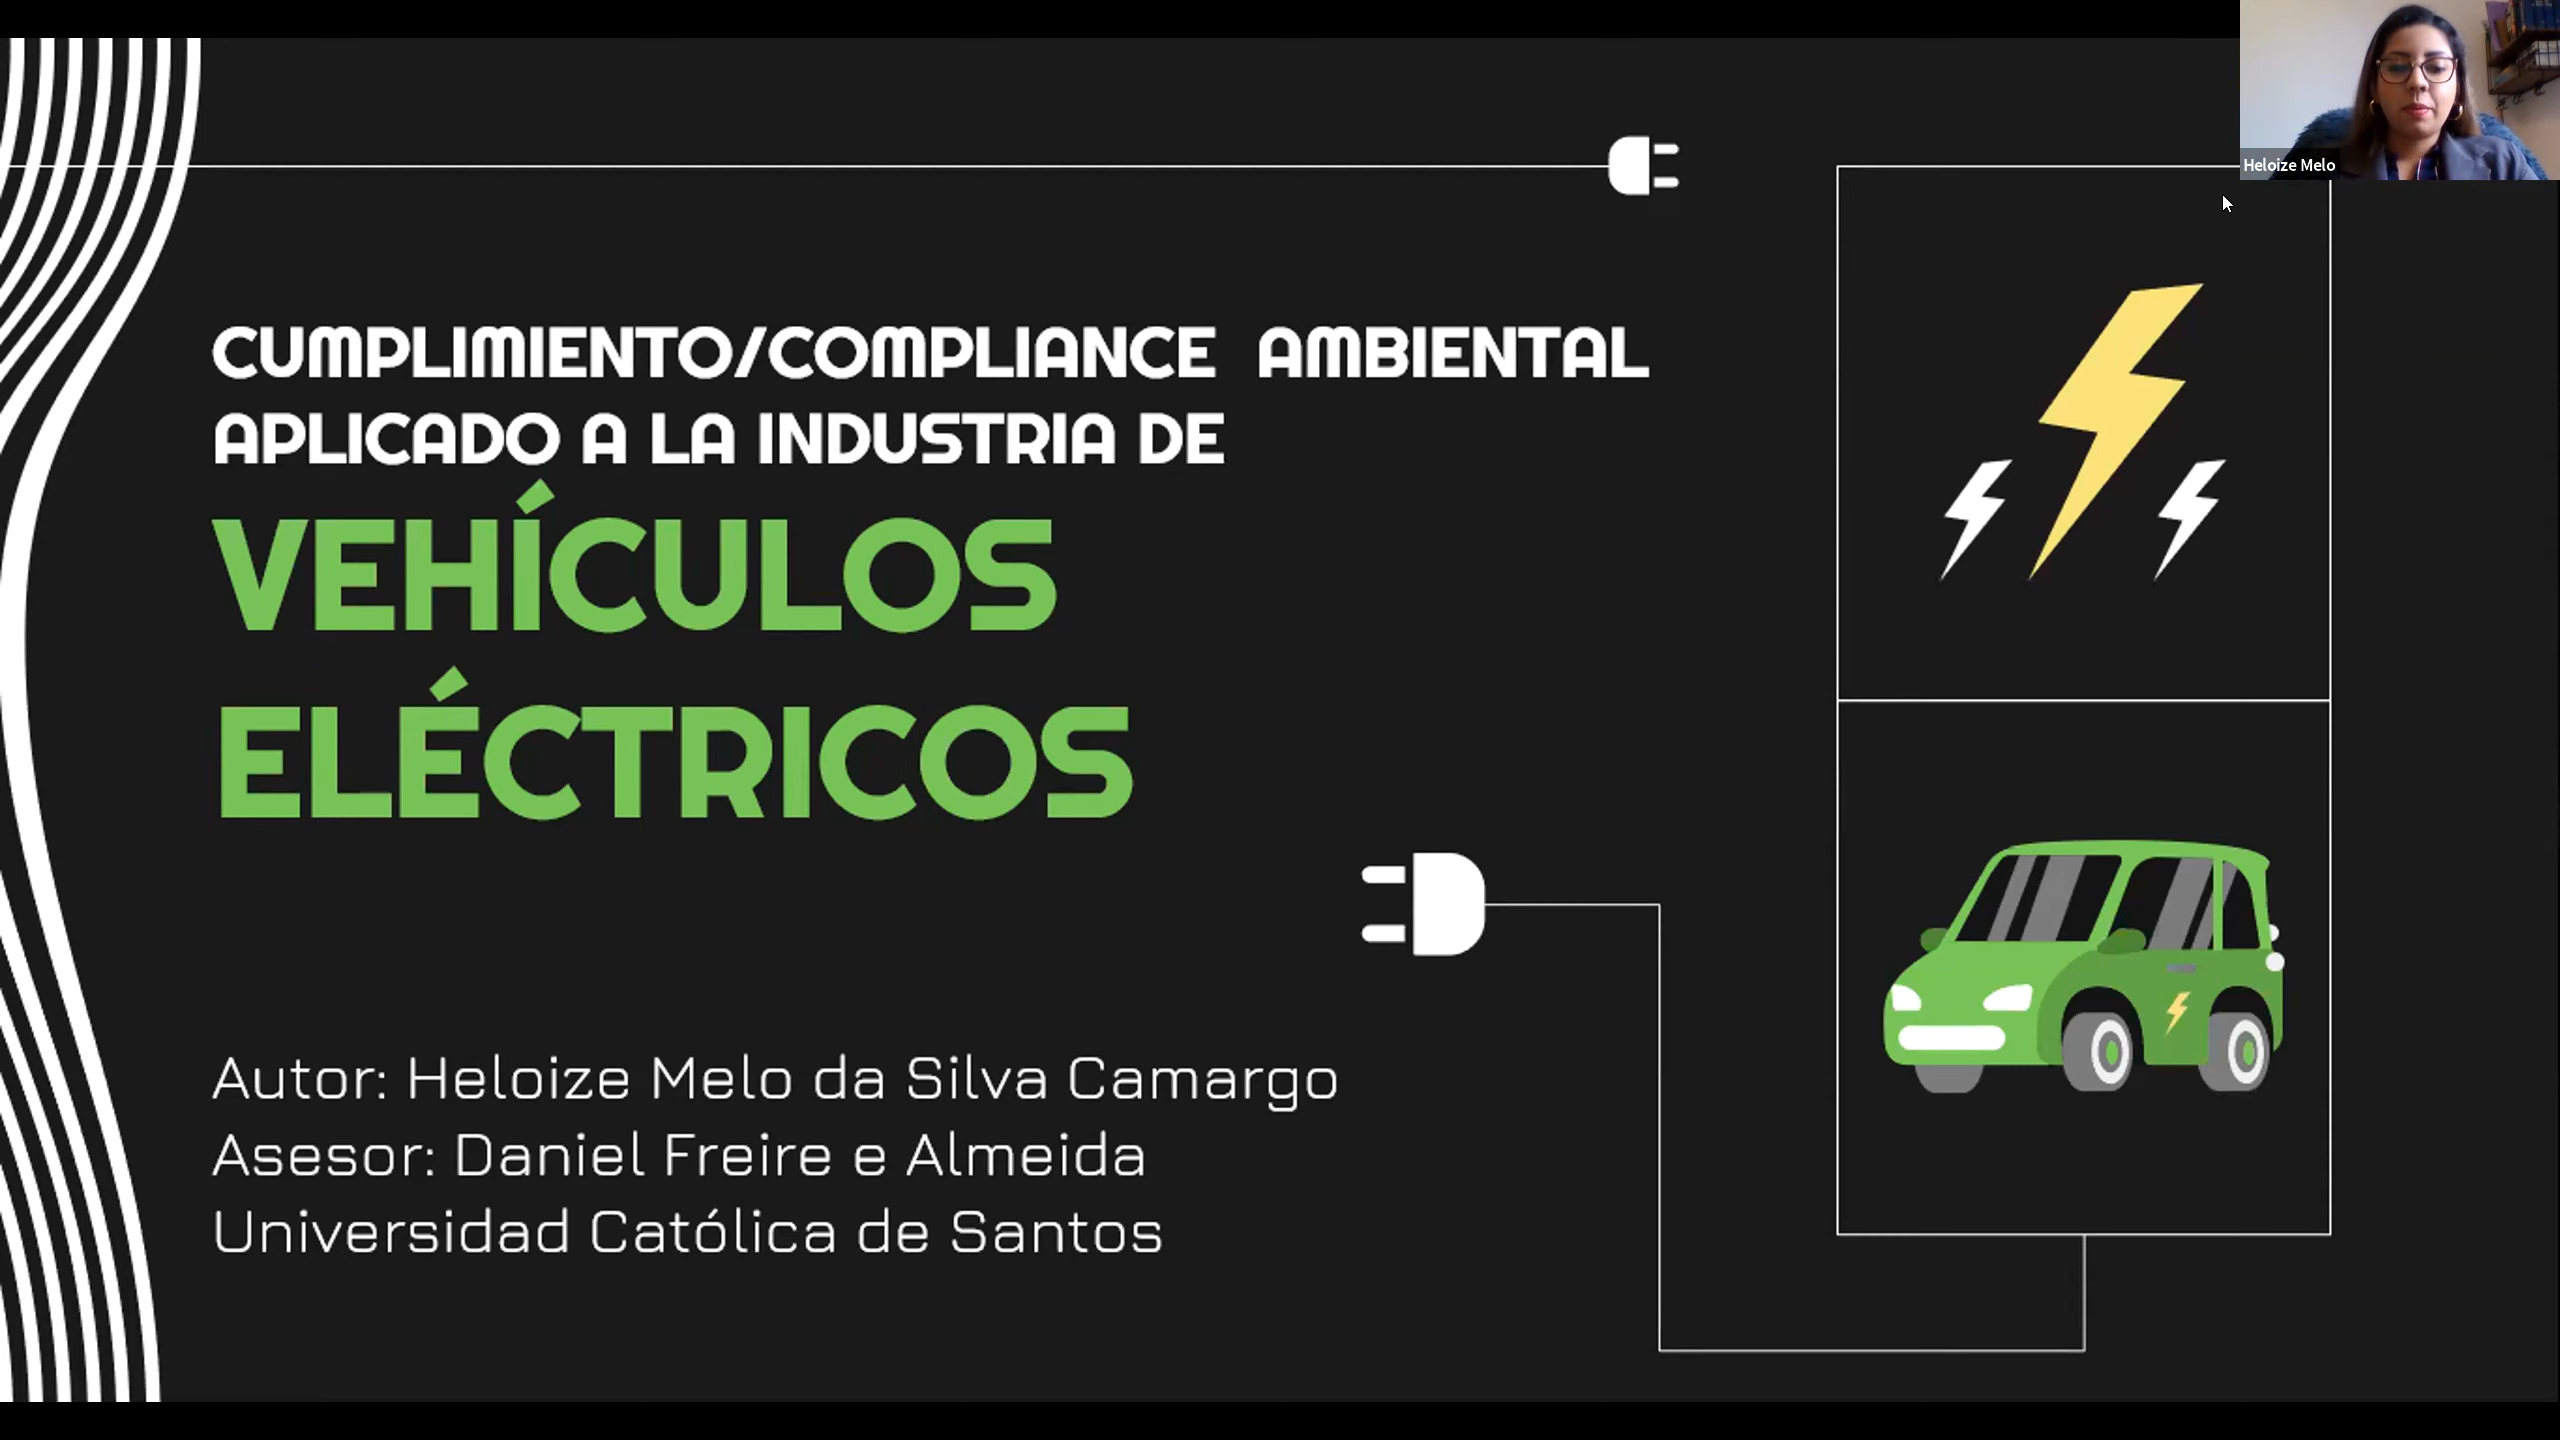 Heloize Melo
CUMPLIMIENTO/COMPLIANCE AMBIENTAL
APLICADO A LA INDUSTRIA DE
VEHÍCULOS
ELÉCTRICOS
Autor: Heloize Melo da Silva Camargo
Asesor: Daniel Freire e Almeida
Universidad Católica de Santos